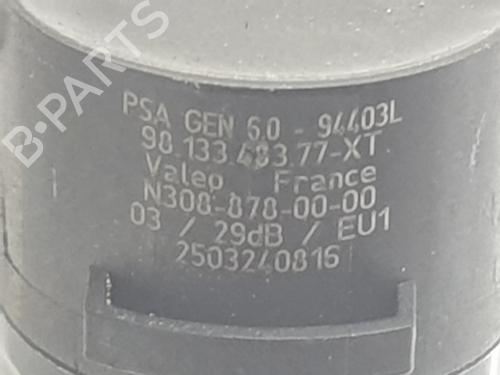 B-PARTS
PSA GEN 6.0 - 94403L
98.133.483.77-XT
Valeo France
N308-878-00-00
03 / 29dB / EU1
2503240816